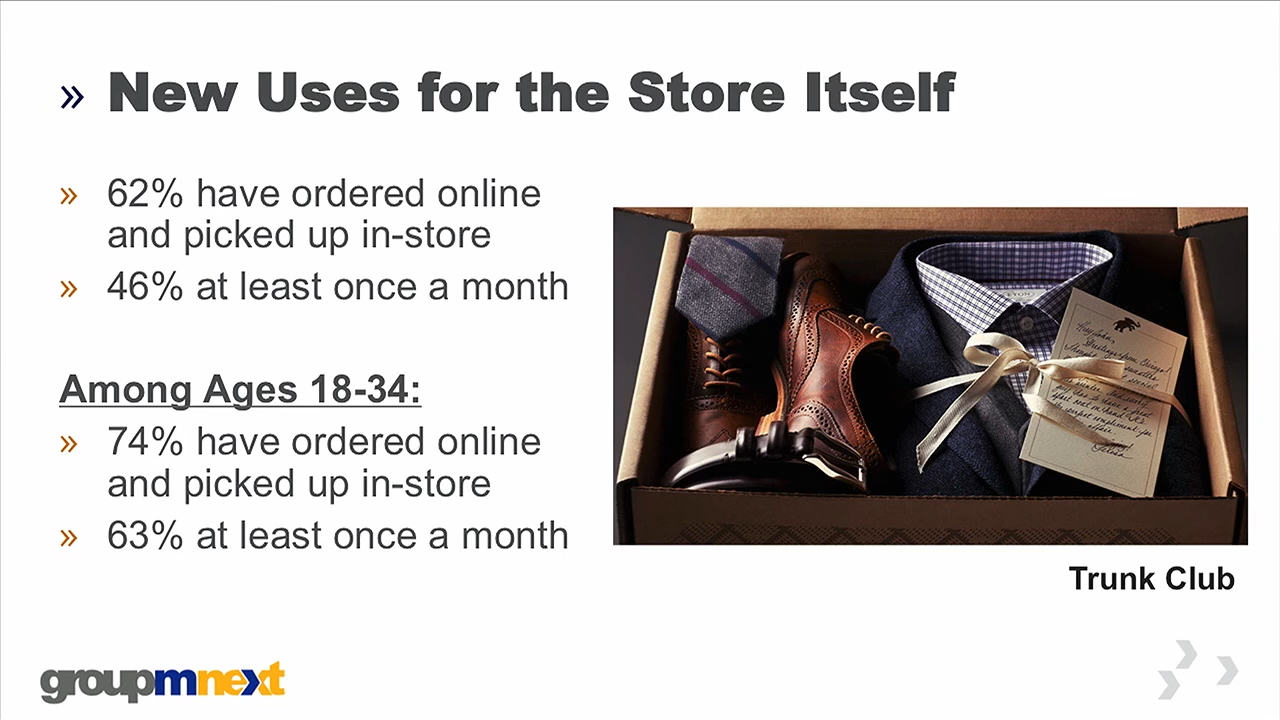 » New Uses for the Store Itself
» 62% have ordered online
and picked up in-store
» 46% at least once a month
Among Ages 18-34:
» 74% have ordered online
and picked up in-store
» 63% at least once a month
Trunk Club
groupmnext